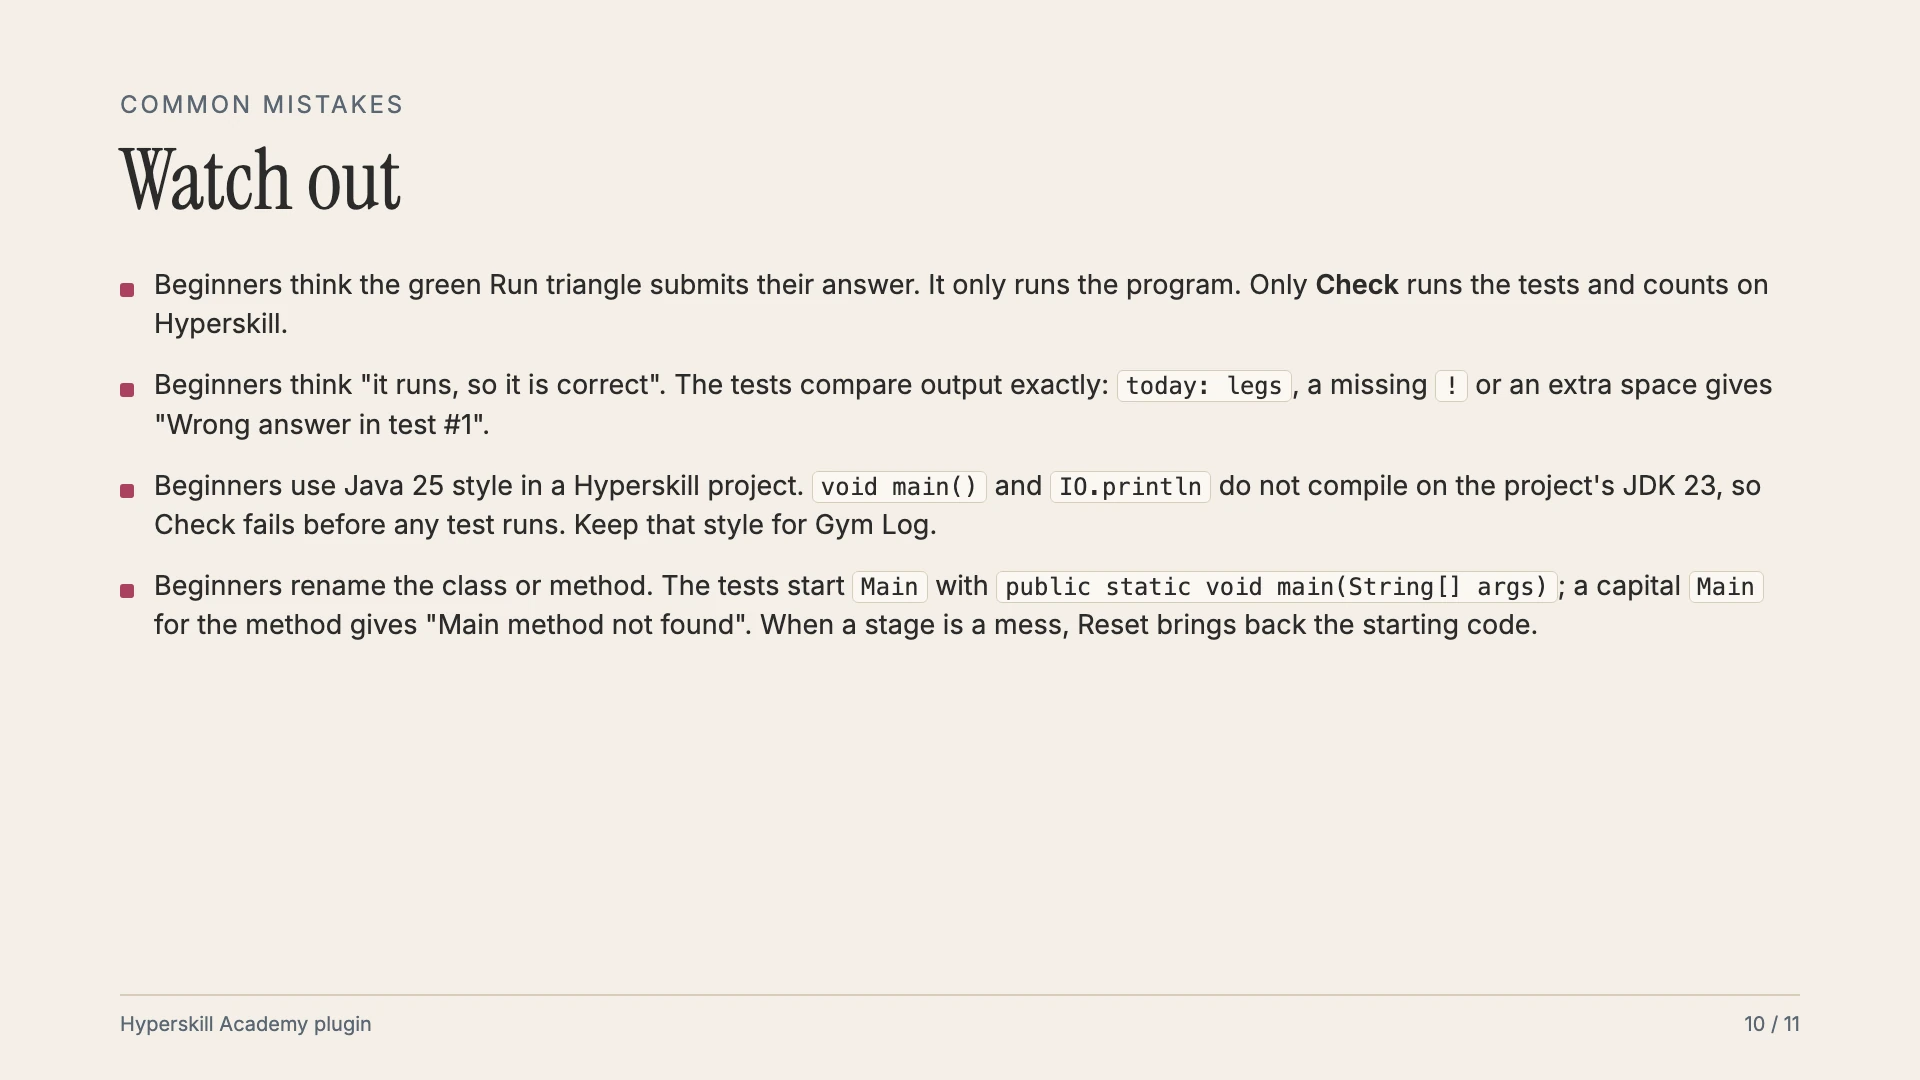 COMMON MISTAKES
Watch out
Beginners think the green Run triangle submits their answer. It only runs the program. Only Check runs the tests and counts on
Hyperskill.
Beginners think "it runs, so it is correct". The tests compare output exactly: today: legs, a missing ! or an extra space gives
"Wrong answer in test #1".
Beginners use Java 25 style in a Hyperskill project. void main() and IO.println do not compile on the project's JDK 23, so
Check fails before any test runs. Keep that style for Gym Log.
Beginners rename the class or method. The tests start Main with public static void main(String[] args); a capital Main
for the method gives "Main method not found". When a stage is a mess, Reset brings back the starting code.
Hyperskill Academy plugin
10 / 11